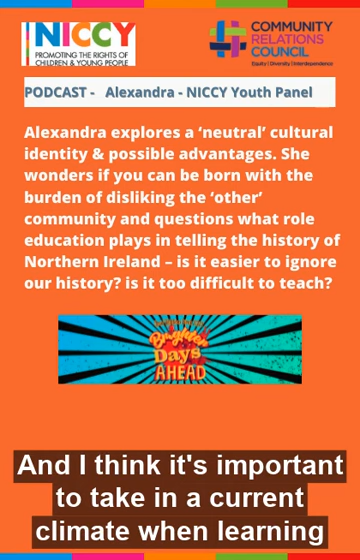 NICCY
PROMOTING THE RIGHTS OF
CHILDREN & YOUNG PEOPLE
COMMUNITY
RELATIONS
COUNCIL
Equity | Diversity | Interdependence
PODCAST - Alexandra - NICCY Youth Panel
Alexandra explores a ‘neutral’ cultural
identity & possible advantages. She
wonders if you can be born with the
burden of disliking the ‘other’
community and questions what role
education plays in telling the history of
Northern Ireland – is it easier to ignore
our history? is it too difficult to teach?
Brighter
Days
AHEAD
And I think it's important
to take in a current
climate when learning